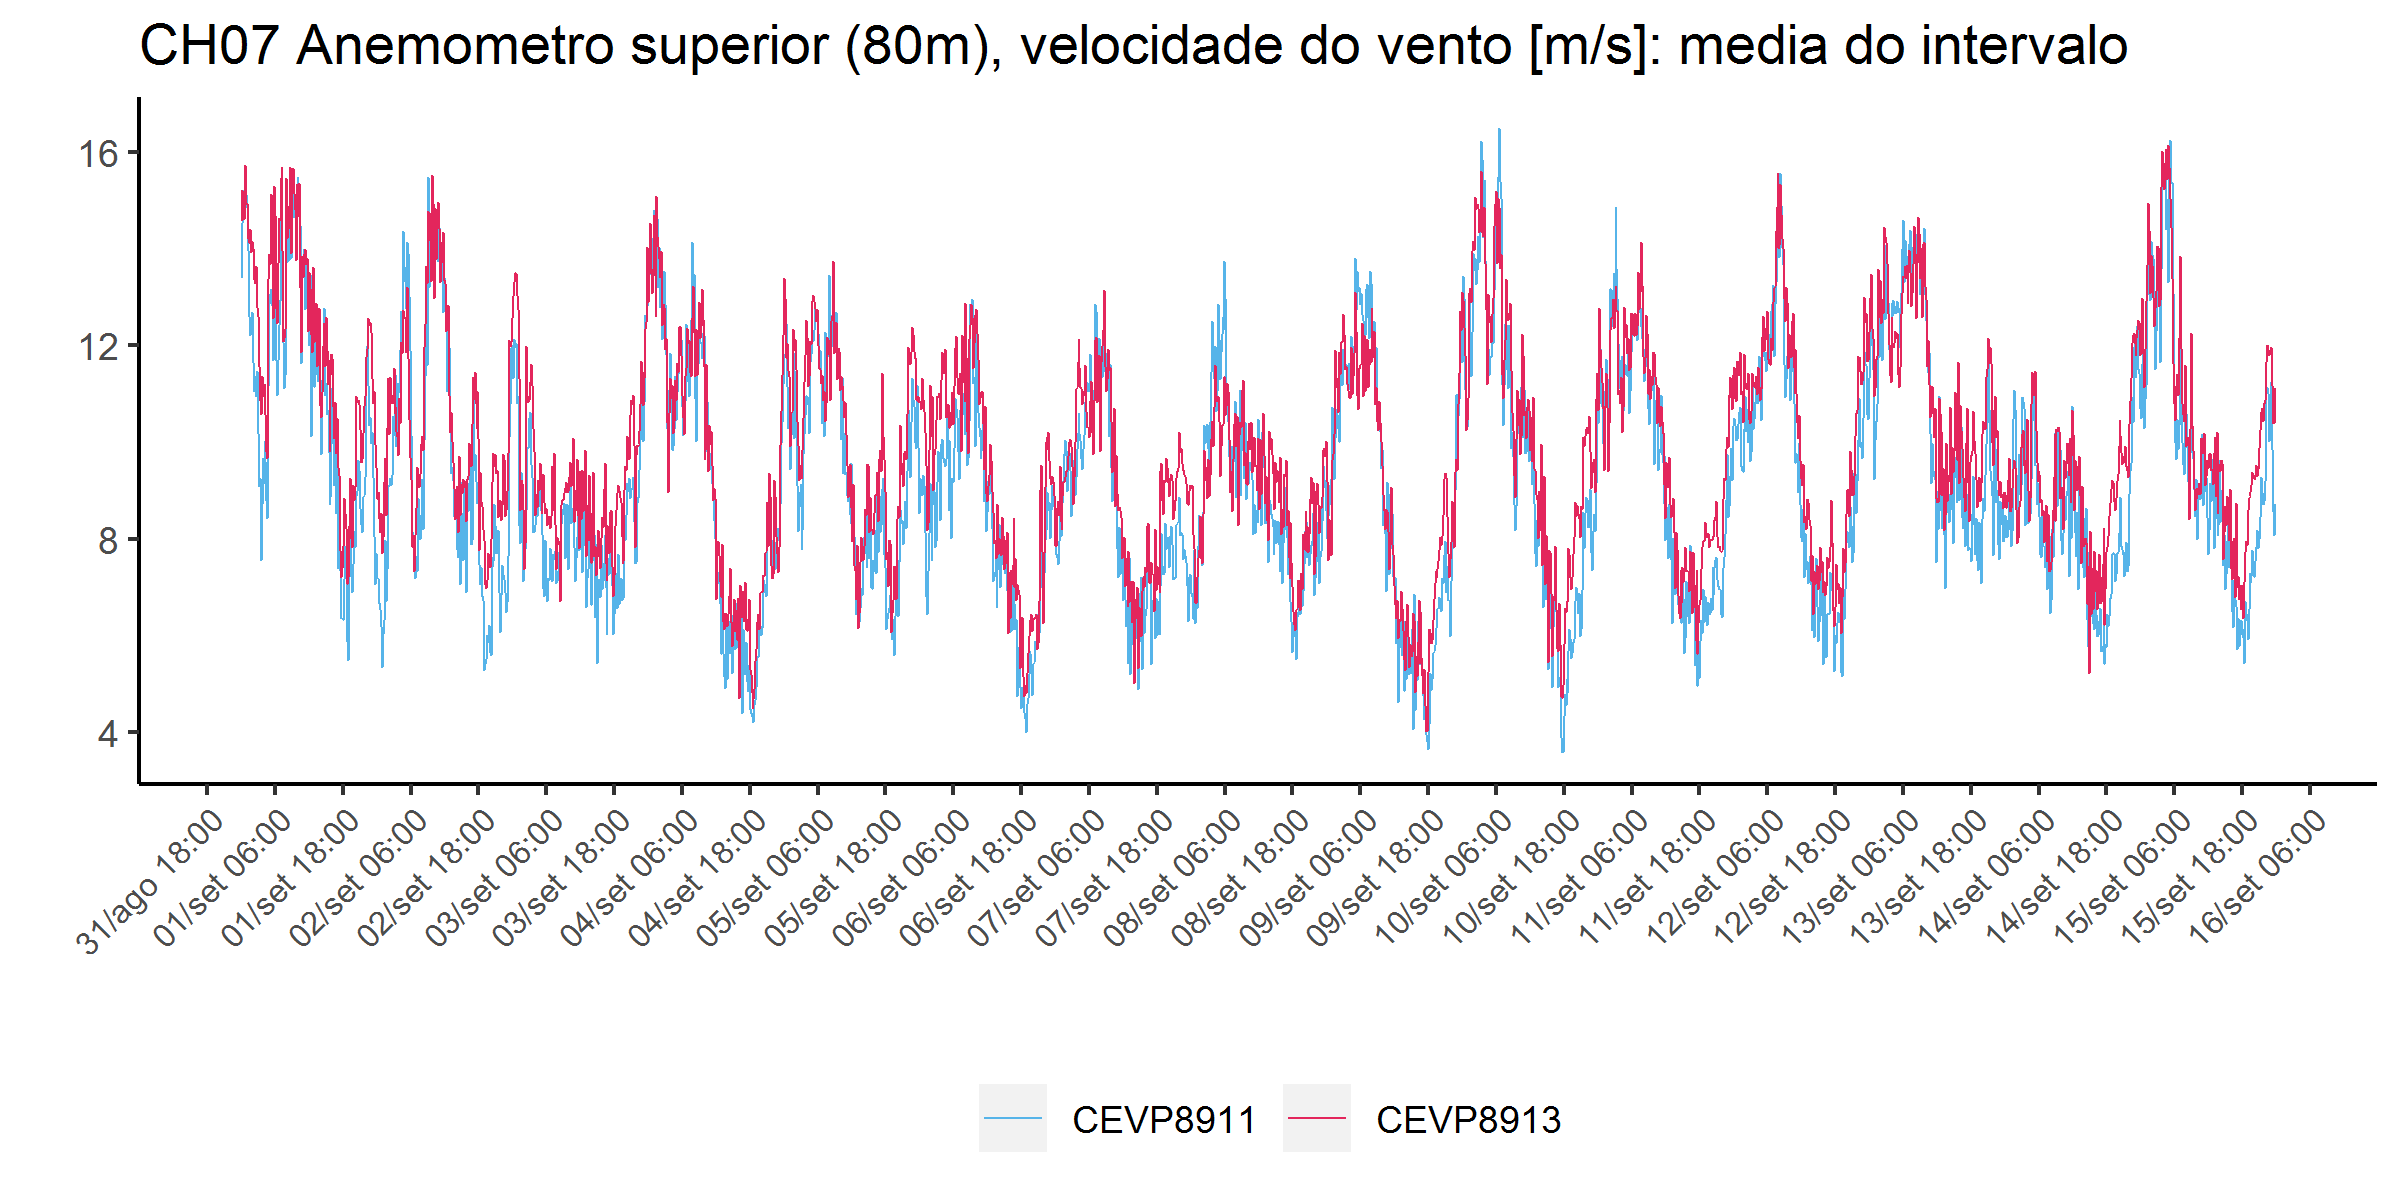 CH07 Anemometro superior (80m), velocidade do vento [m/s]: media do intervalo
16
12
8
4
31/ago 18:00
01/set 06:00
01/set 18:00
02/set 06:00
02/set 18:00
03/set 06:00
03/set 18:00
04/set 06:00
04/set 18:00
05/set 06:00
05/set 18:00
06/set 06:00
06/set 18:00
07/set 06:00
07/set 18:00
08/set 06:00
08/set 18:00
09/set 06:00
09/set 18:00
10/set 06:00
10/set 18:00
11/set 06:00
11/set 18:00
12/set 06:00
12/set 18:00
13/set 06:00
13/set 18:00
14/set 06:00
14/set 18:00
15/set 06:00
15/set 18:00
16/set 06:00
CEVP8911
CEVP8913